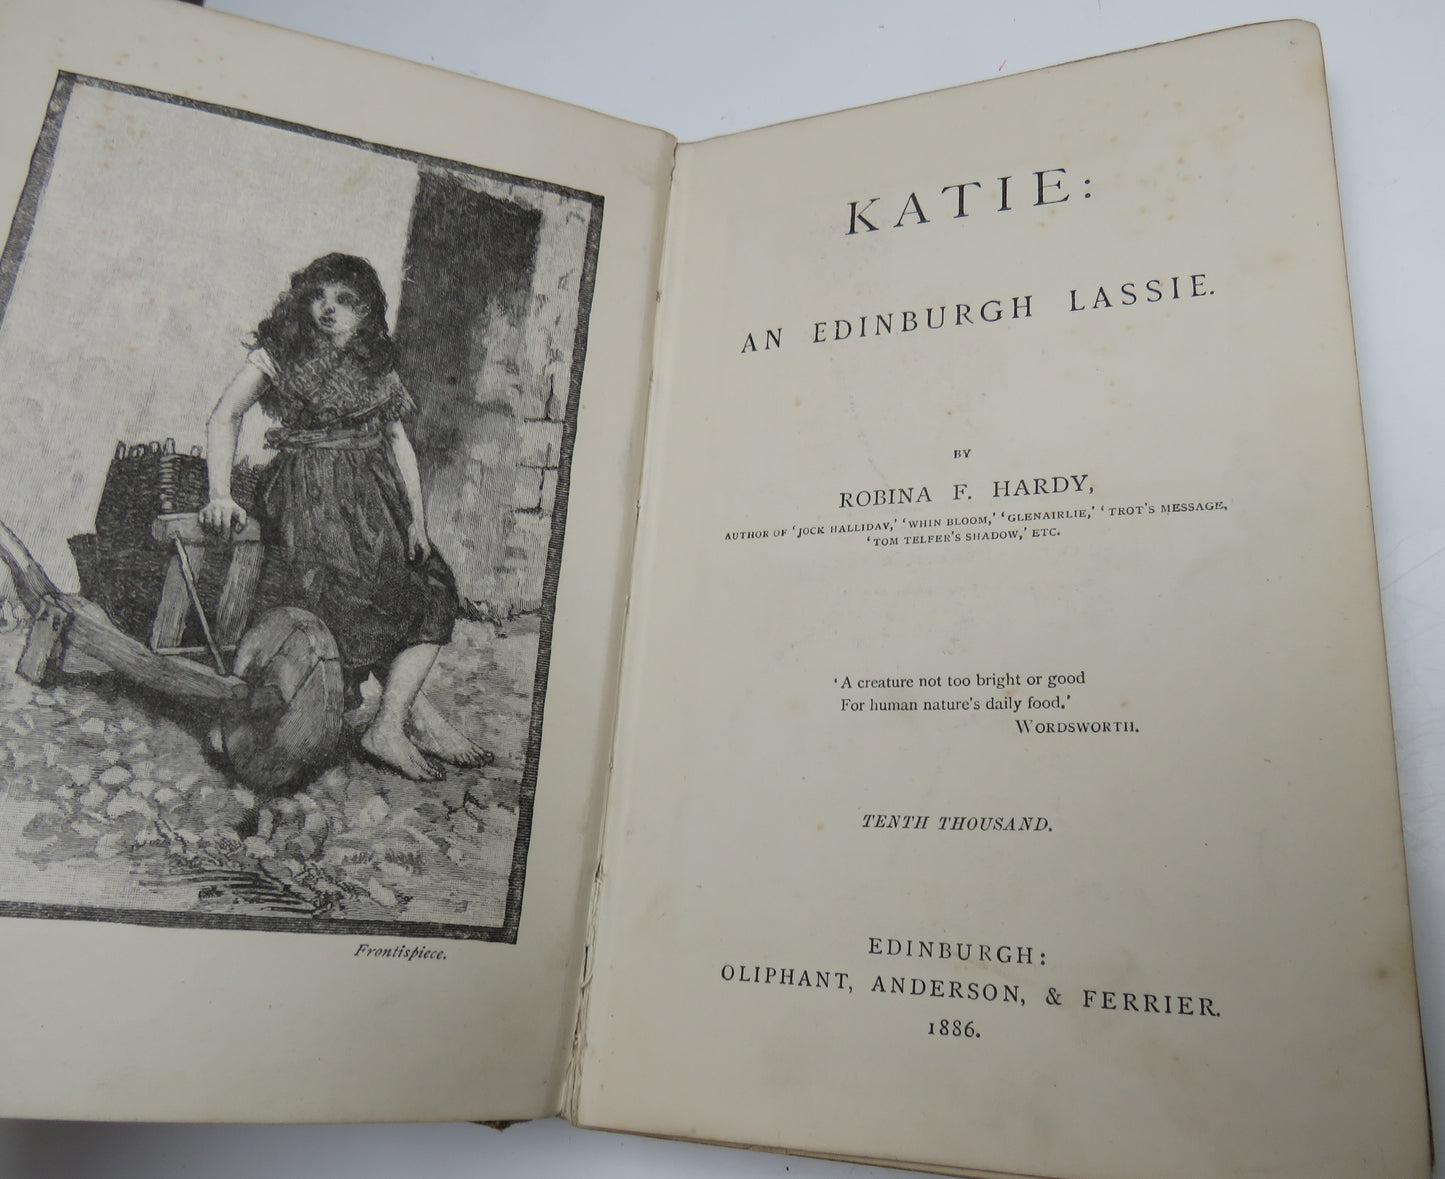 Frontispiece.
KATIE:
AN EDINBURGH LASSIE.
BY
ROBINA F. HARDY,
AUTHOR OF 'JOCK HALLIDAY,' 'WHIN BLOOM,' 'GLENAIRLIE,' 'TROT'S MESSAGE,
'TOM TELFER'S SHADOW,' ETC.
'A creature not too bright or good
For human nature's daily food.'
WORDSWORTH.
TENTH THOUSAND.
EDINBURGH:
OLIPHANT, ANDERSON, & FERRIER.
1886.